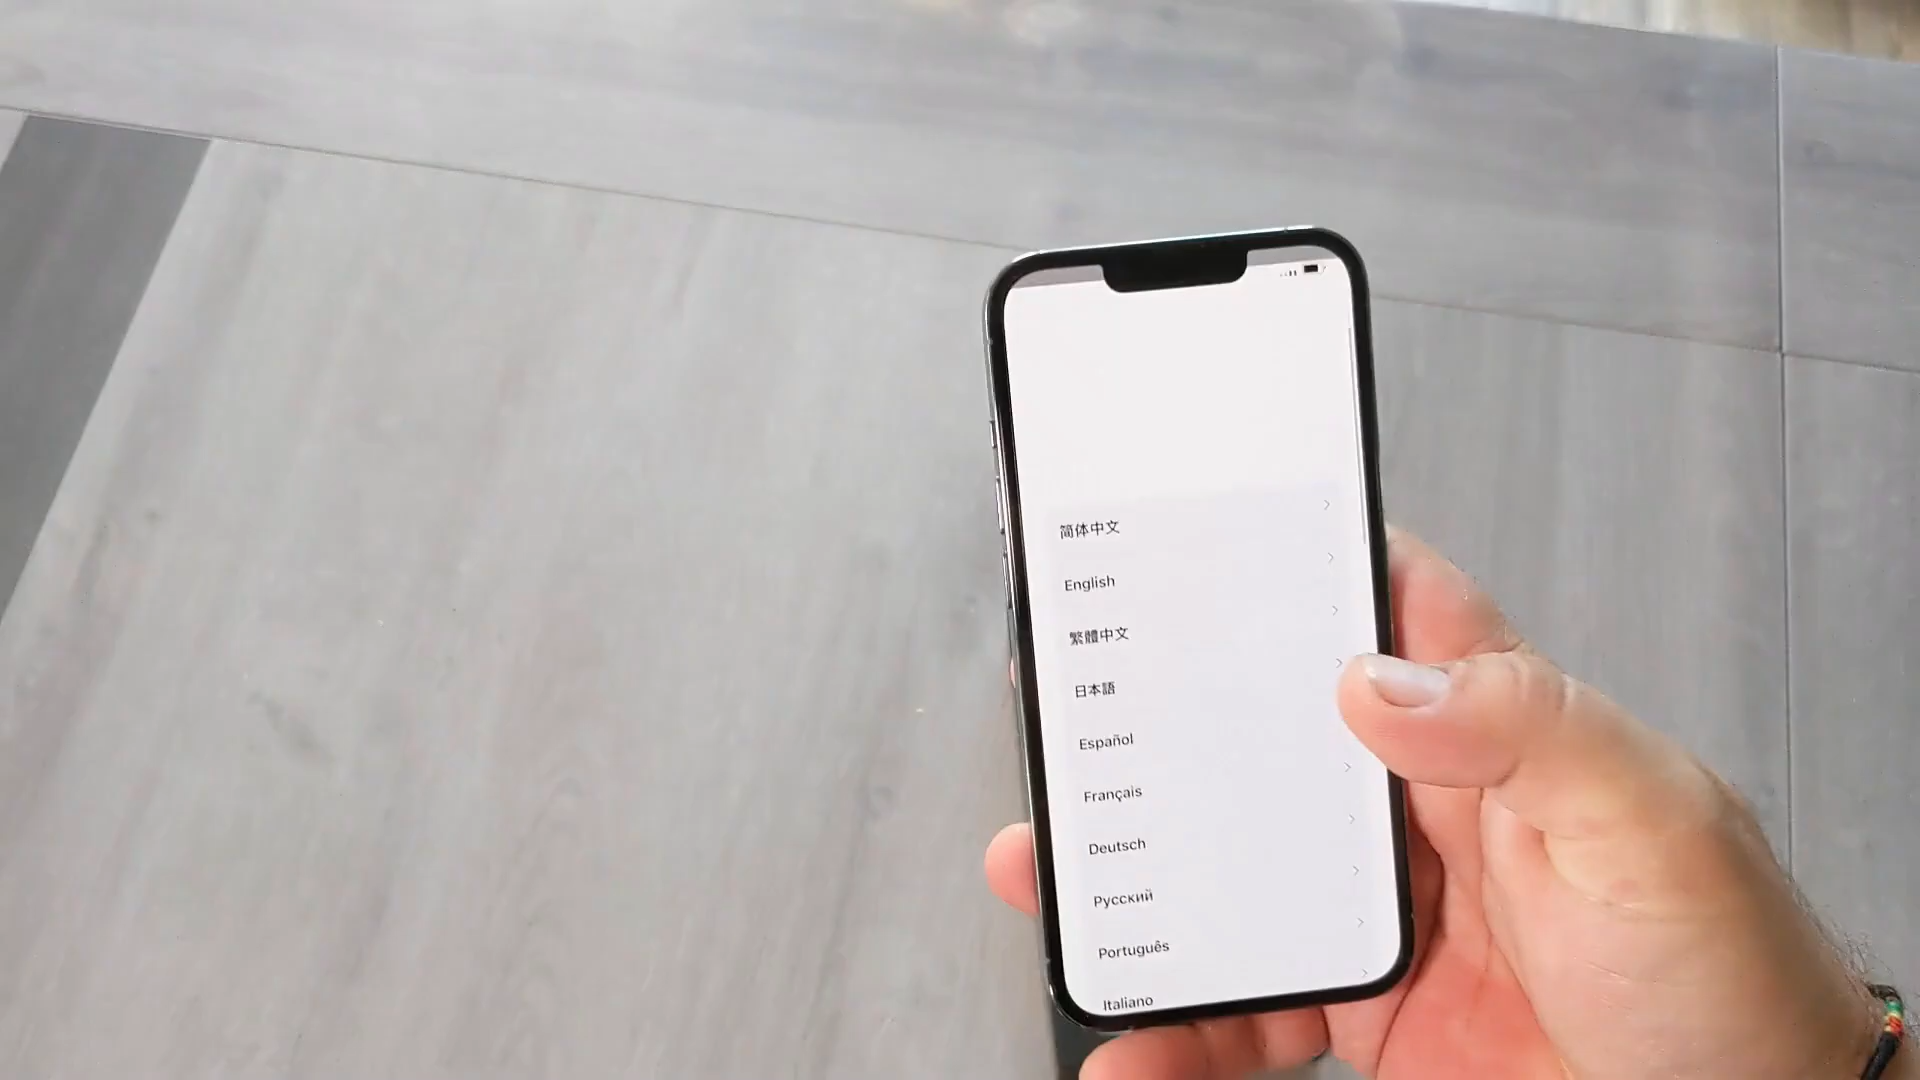 简体中文
English
繁體中文
日本語
Español
Français
Deutsch
Русский
Português
Italiano